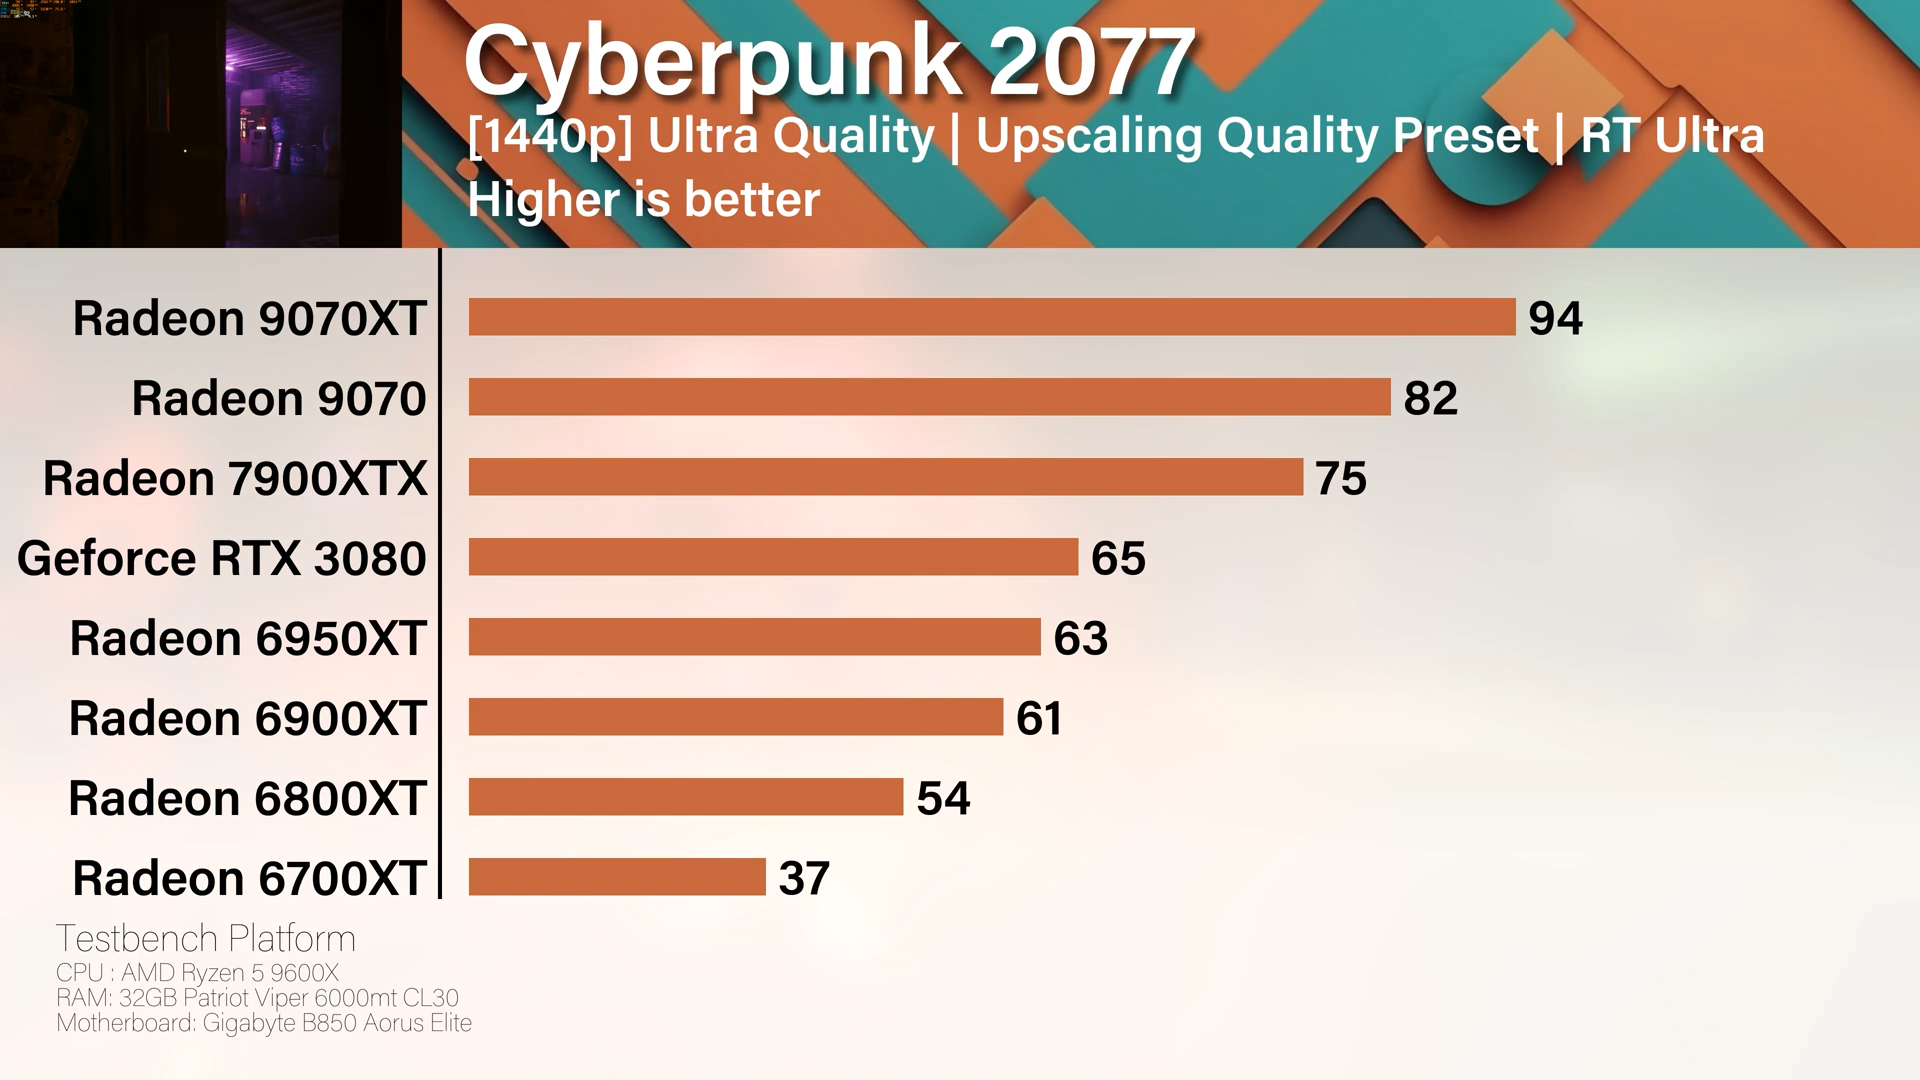 Cyberpunk 2077
[1440p] Ultra Quality | Upscaling Quality Preset | RT Ultra
Higher is better
Radeon 9070XT 94
Radeon 9070 82
Radeon 7900XTX 75
Geforce RTX 3080 65
Radeon 6950XT 63
Radeon 6900XT 61
Radeon 6800XT 54
Radeon 6700XT 37
Testbench Platform
CPU : AMD Ryzen 5 9600X
RAM: 32GB Patriot Viper 6000mt CL30
Motherboard: Gigabyte B850 Aorus Elite